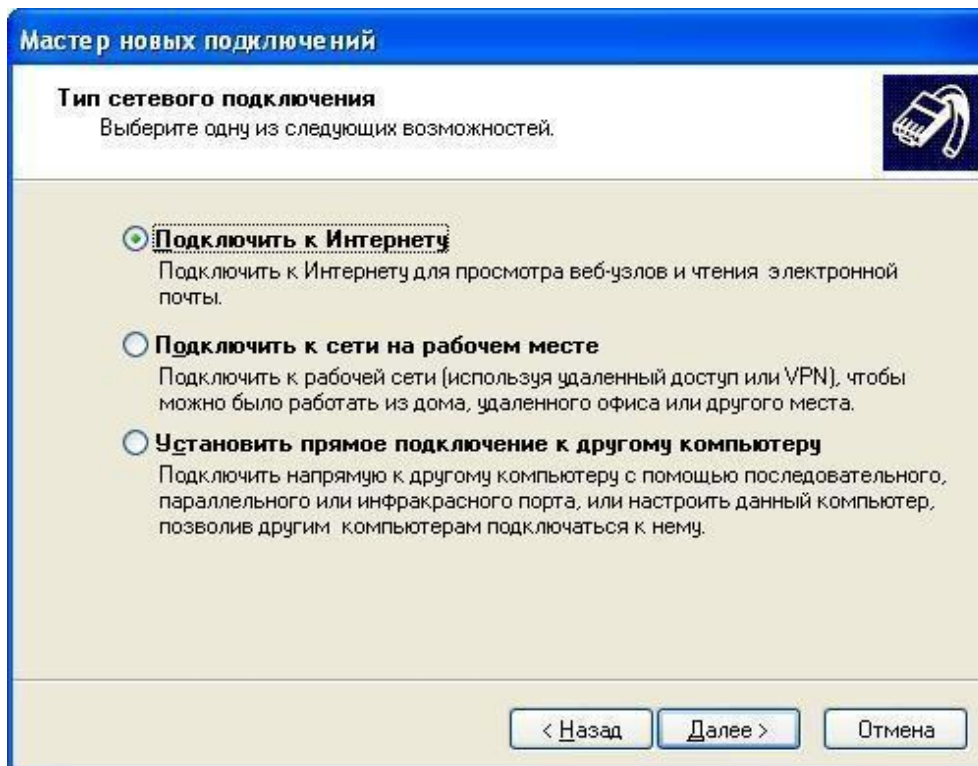 Мастер новых подключений
Тип сетевого подключения
Выберите одну из следующих возможностей.
Подключить к Интернету
Подключить к Интернету для просмотра веб-узлов и чтения электронной
почты.
Подключить к сети на рабочем месте
Подключить к рабочей сети (используя удаленный доступ или VPN), чтобы
можно было работать из дома, удаленного офиса или другого места.
Установить прямое подключение к другому компьютеру
Подключить напрямую к другому компьютеру с помощью последовательного,
параллельного или инфракрасного порта, или настроить данный компьютер,
позволив другим компьютерам подключаться к нему.
< Назад Далее > Отмена